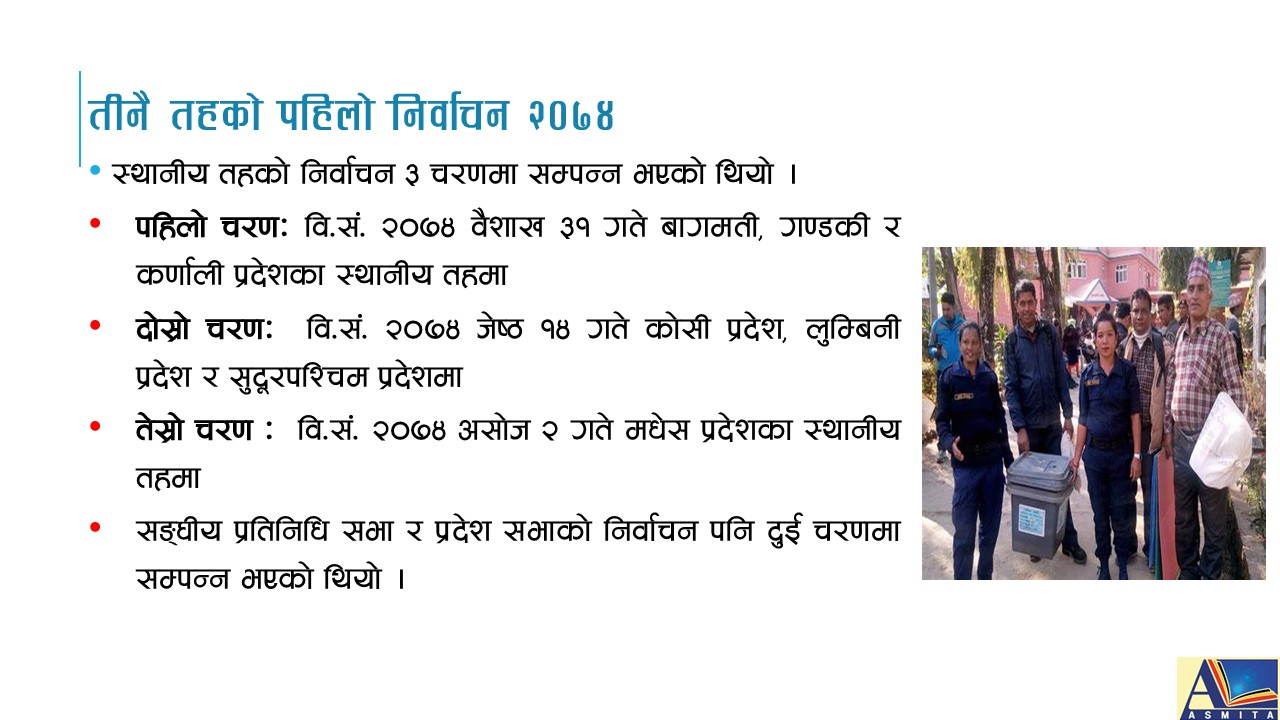 तीनै तहको पहिलो निर्वाचन २०७४
• स्थानीय तहको निर्वाचन ३ चरणमा सम्पन्न भएको थियो ।
• पहिलो चरणः वि.सं. २०७४ वैशाख ३१ गते बागमती, गण्डकी र
कर्णाली प्रदेशका स्थानीय तहमा
• दोस्रो चरणः वि.सं. २०७४ जेष्ठ १४ गते कोसी प्रदेश, लुम्बिनी
प्रदेश र सुदूरपश्चिम प्रदेशमा
• तेस्रो चरण : वि.सं. २०७४ असोज २ गते मधेस प्रदेशका स्थानीय
तहमा
• सङ्घीय प्रतिनिधि सभा र प्रदेश सभाको निर्वाचन पनि दुई चरणमा
सम्पन्न भएको थियो ।
ASMITA